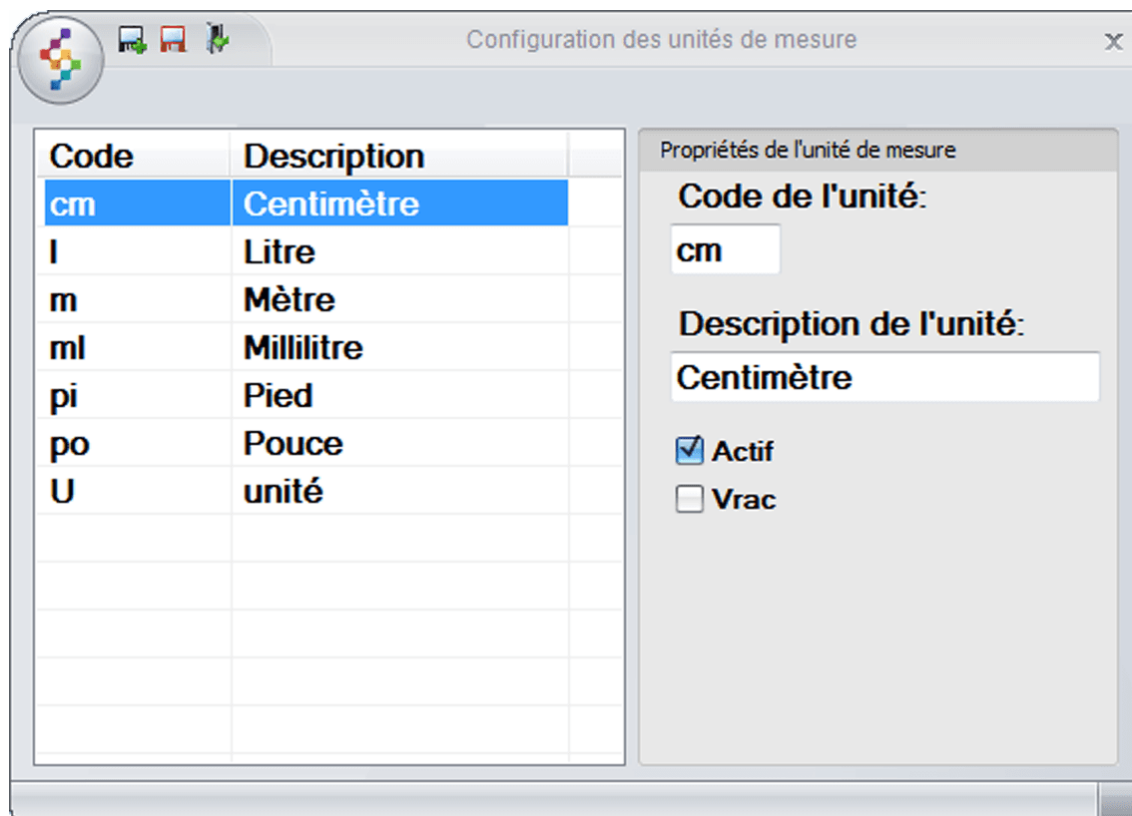 Configuration des unités de mesure
Code Description
cm Centimètre
l Litre
m Mètre
ml Millilitre
pi Pied
po Pouce
U unité
Propriétés de l'unité de mesure
Code de l'unité:
cm
Description de l'unité:
Centimètre
Actif
Vrac